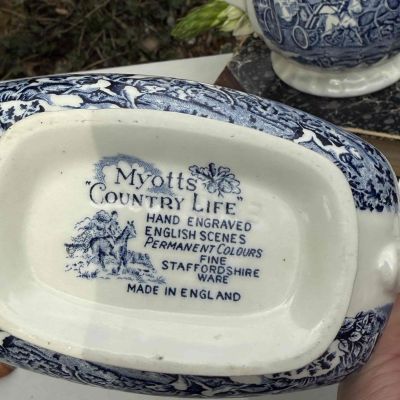 Myotts
"COUNTRY LIFE"
HAND ENGRAVED
ENGLISH SCENES
PERMANENT COLOURS
FINE
STAFFORDSHIRE
WARE
MADE IN ENGLAND